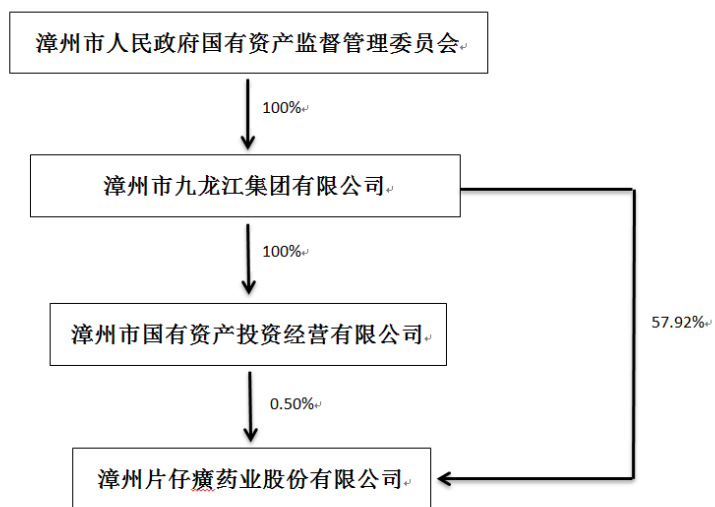 漳州市人民政府国有资产监督管理委员会
100%
漳州市九龙江集团有限公司
100%
漳州市国有资产投资经营有限公司
57.92%
0.50%
漳州片仔癀药业股份有限公司